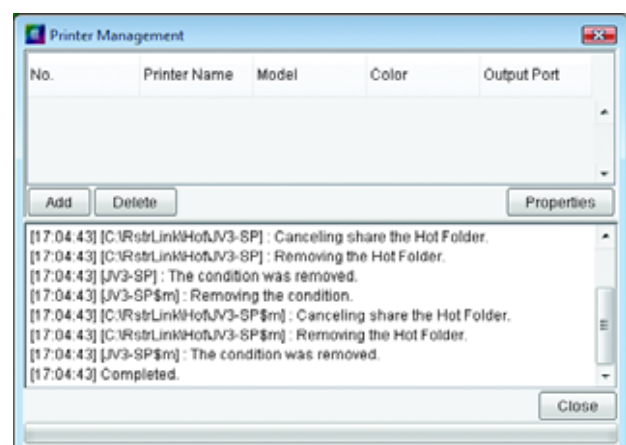 Printer Management
No. Printer Name Model Color Output Port
Add Delete Properties
[17:04:43] [C:\RstrLink\Hot\JV3-SP] : Canceling share the Hot Folder.
[17:04:43] [C:\RstrLink\Hot\JV3-SP] : Removing the Hot Folder.
[17:04:43] [JV3-SP] : The condition was removed.
[17:04:43] [JV3-SP$m] : Removing the condition.
[17:04:43] [C:\RstrLink\Hot\JV3-SP$m] : Canceling share the Hot Folder.
[17:04:43] [C:\RstrLink\Hot\JV3-SP$m] : Removing the Hot Folder.
[17:04:43] [JV3-SP$m] : The condition was removed.
[17:04:43] Completed.
Close